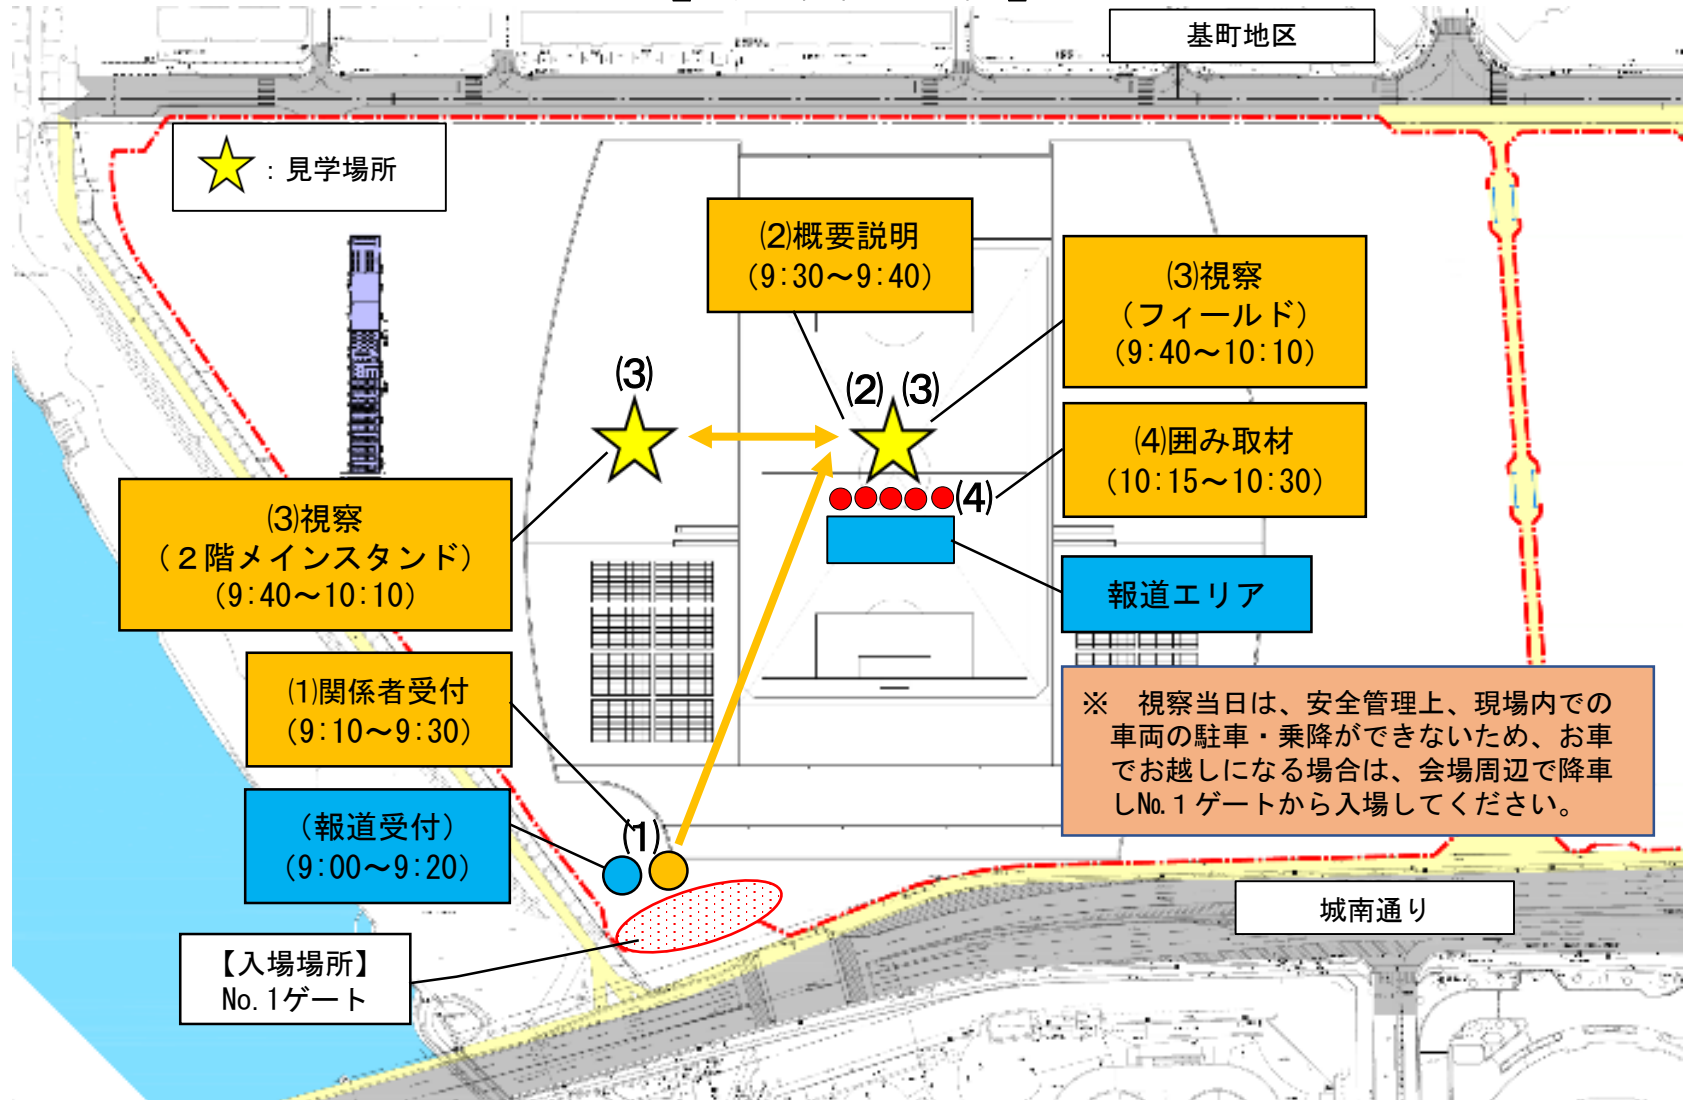 基町地区
：見学場所
⑵概要説明
（9:30～9:40）
⑶視察
（フィールド）
（9:40～10:10）
⑶
⑵ ⑶
⑷囲み取材
（10:15～10:30）
⑷
⑶視察
（２階メインスタンド）
（9:40～10:10）
報道エリア
⑴関係者受付
（9:10～9:30）
※　視察当日は、安全管理上、現場内での
車両の駐車・乗降ができないため、お車
でお越しになる場合は、会場周辺で降車
し№１ゲートから入場してください。
（報道受付）
（9:00～9:20）
⑴
城南通り
【入場場所】
No.1ゲート